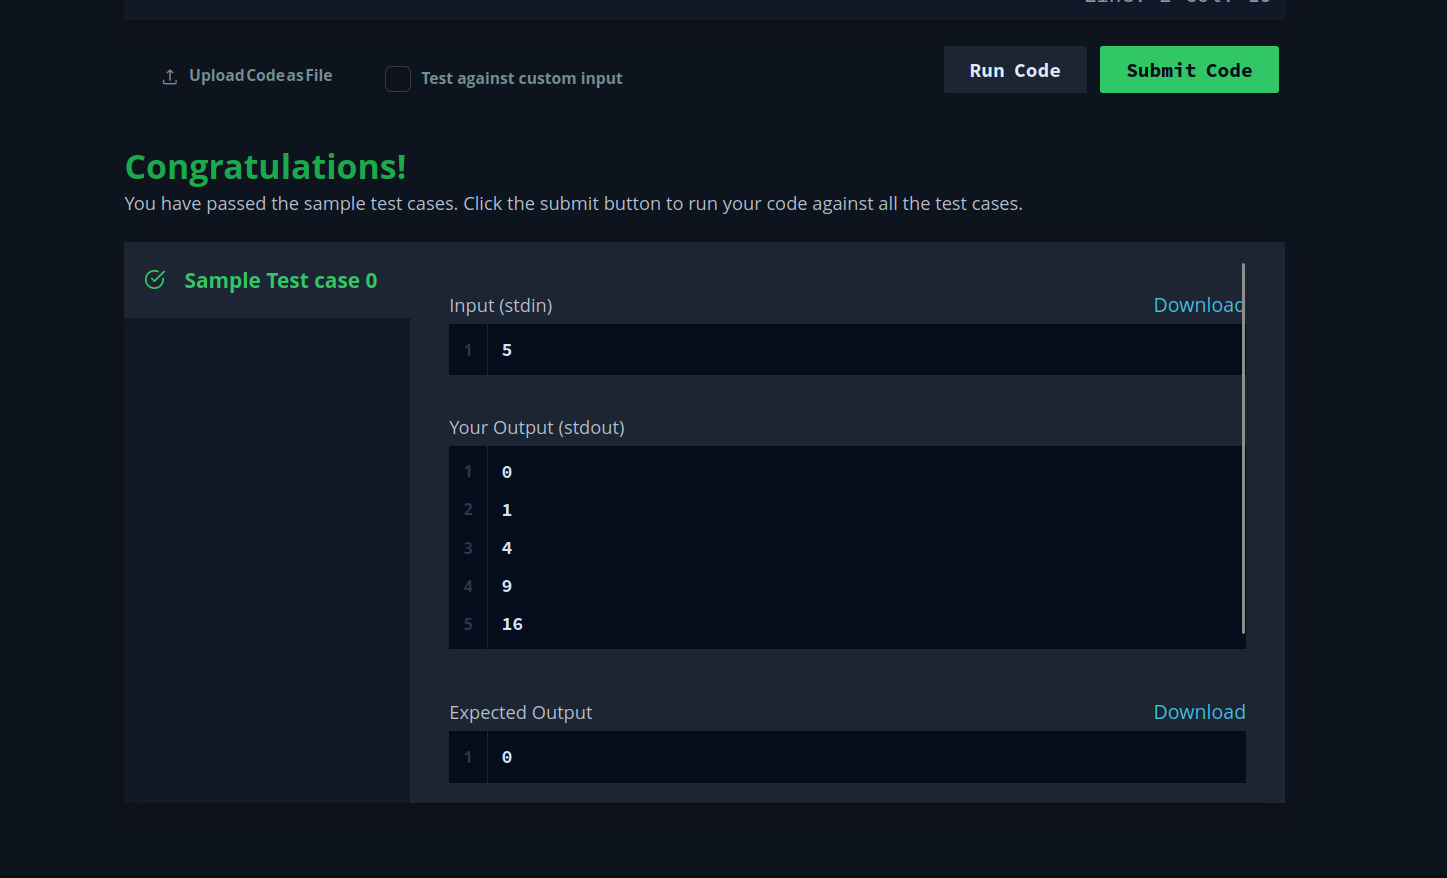 Upload Code as File
Test against custom input
Run Code
Submit Code
Congratulations!
You have passed the sample test cases. Click the submit button to run your code against all the test cases.
Sample Test case 0
Input (stdin)
Download
1 5
Your Output (stdout)
1 0
2 1
3 4
4 9
5 16
Expected Output
Download
1 0